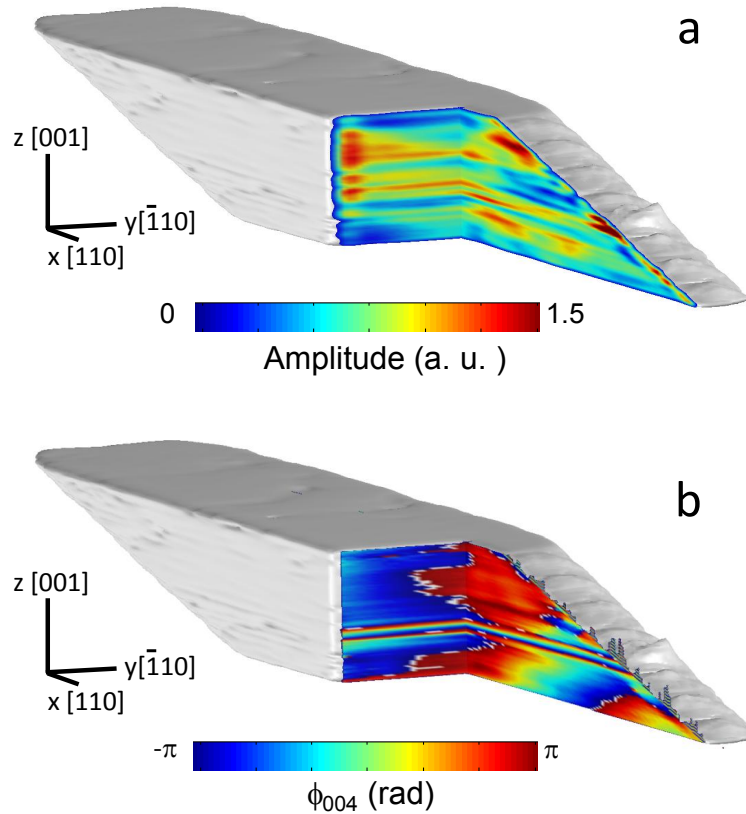 a
z [001]
y[1̄10]
x [110]
0
1.5
Amplitude (a. u. )
b
z [001]
y[1̄10]
x [110]
-π
π
ϕ₀₀₄ (rad)